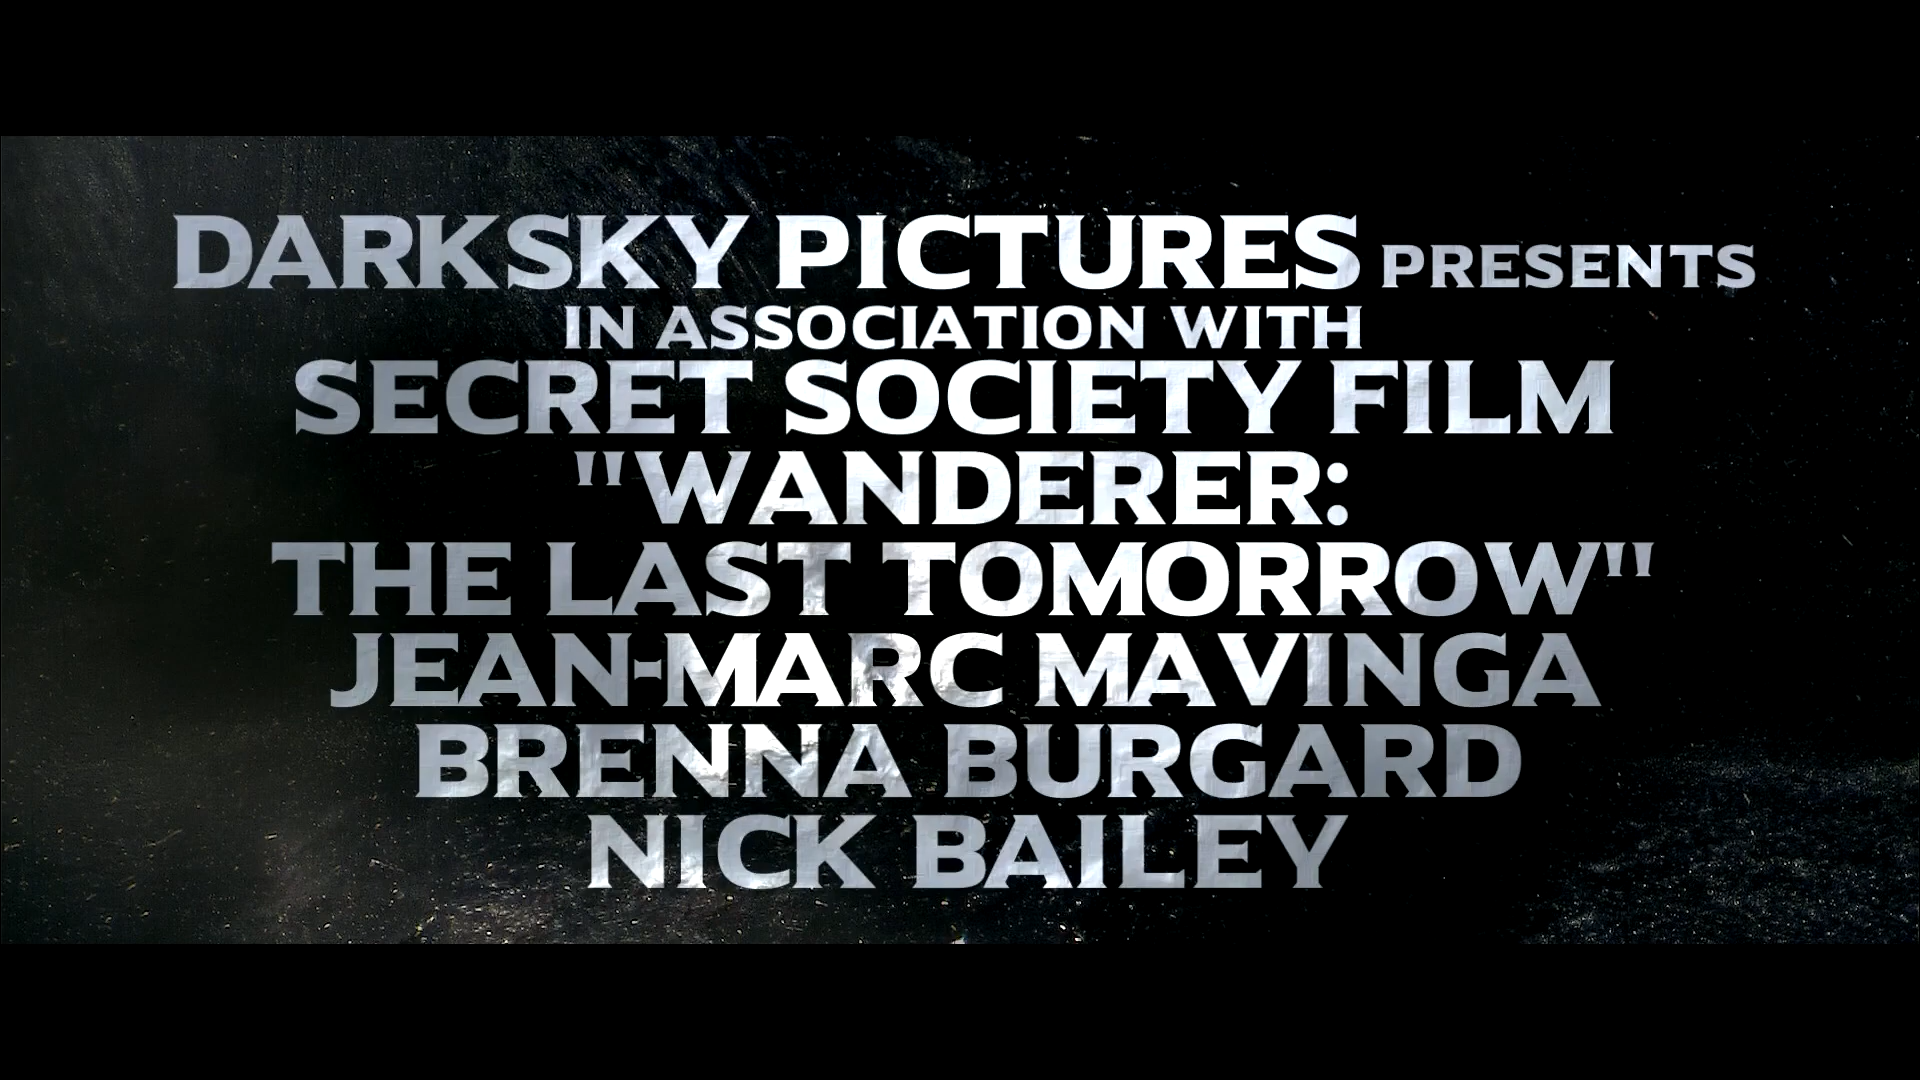 DARKSKY PICTURES PRESENTS
IN ASSOCIATION WITH
SECRET SOCIETY FILM
"WANDERER:
THE LAST TOMORROW"
JEAN-MARC MAVINGA
BRENNA BURGARD
NICK BAILEY